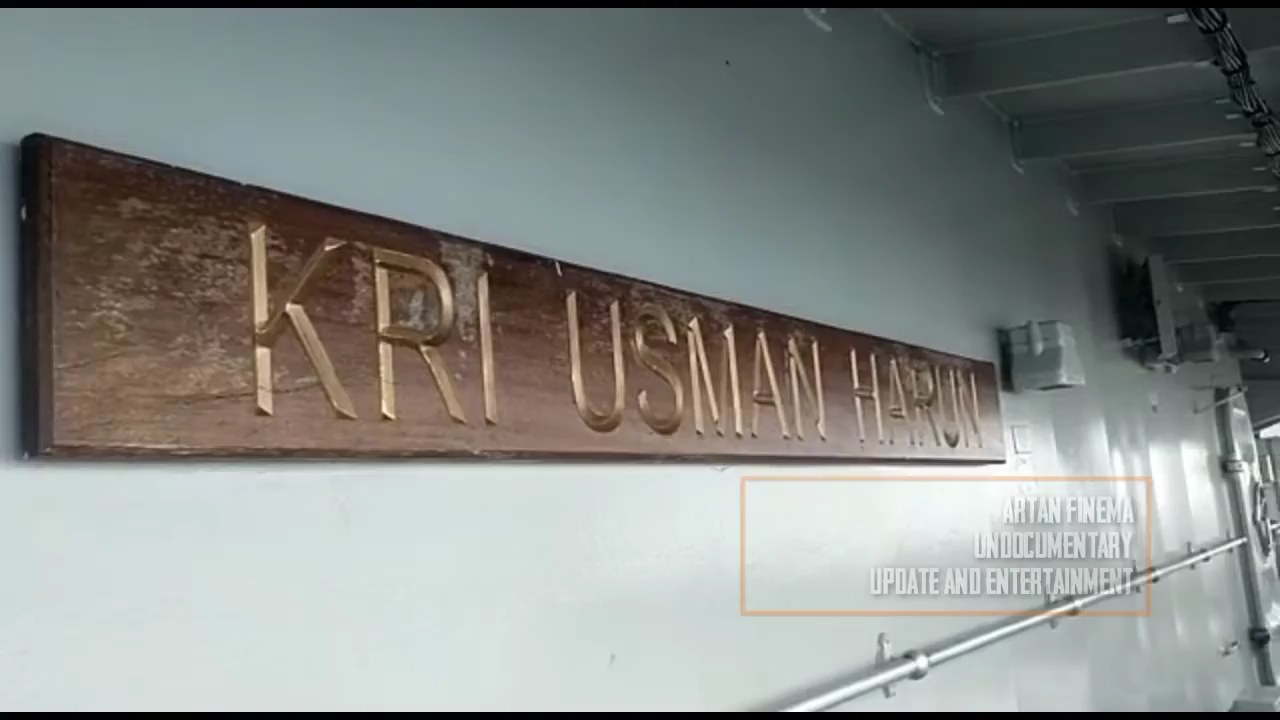 KRI USMAN HARUN
ARTAN FINEMA
UNDOCUMENTARY
UPDATE AND ENTERTAINMENT